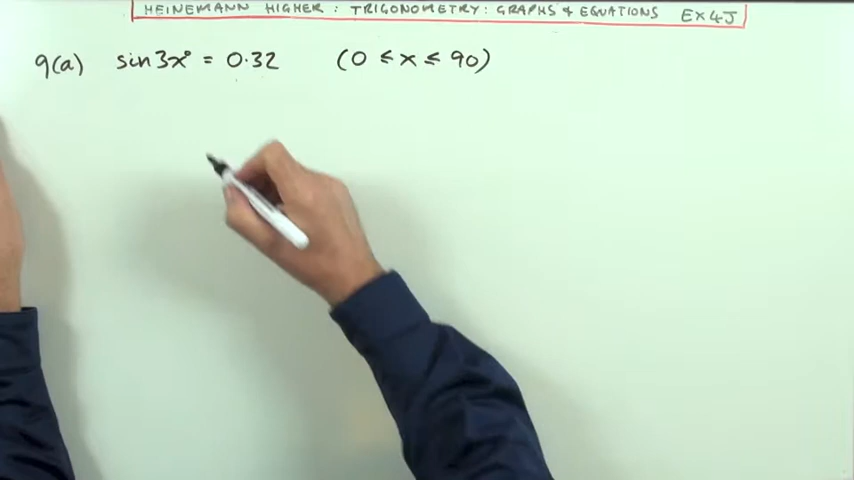 HEINEMANN HIGHER : TRIGONOMETRY : GRAPHS & EQUATIONS EX 4J
9(a) sin 3x° = 0.32 (0 ≤ x ≤ 90)